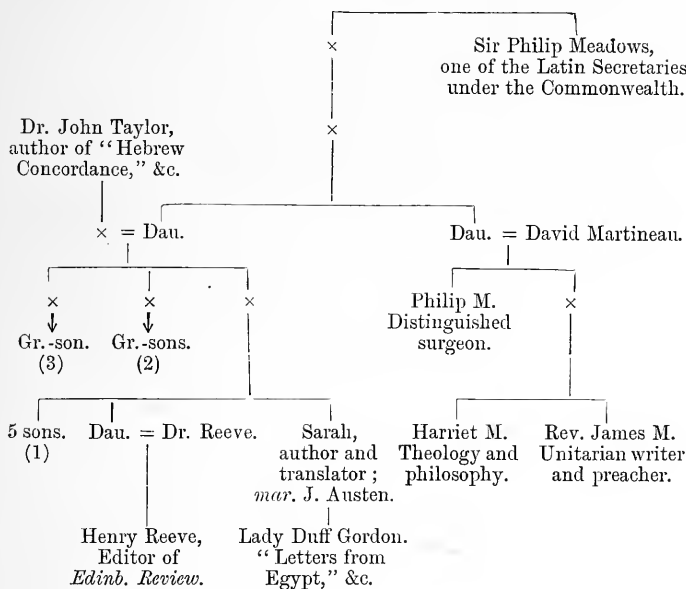 ×
Sir Philip Meadows,
one of the Latin Secretaries
under the Commonwealth.
×
Dr. John Taylor,
author of “Hebrew
Concordance,” &c.
× = Dau.
Dau. = David Martineau.
×
×
×
Philip M.
Distinguished
surgeon.
×
Gr.-son.
(3)
Gr.-sons.
(2)
5 sons.
(1)
Dau. = Dr. Reeve.
Sarah,
author and
translator ;
mar. J. Austen.
Harriet M.
Theology and
philosophy.
Rev. James M.
Unitarian writer
and preacher.
Henry Reeve,
Editor of
Edinb. Review.
Lady Duff Gordon.
“Letters from
Egypt,” &c.